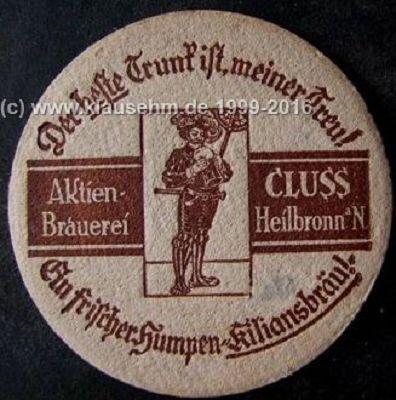 Der beste Trunk ist, meiner Treu!
(c) www.klausehm.de 1999-2016
Aktien-
Brauerei
CLUSS
Heilbronn a/N
Ein frischer Humpen Kiliansbräu!